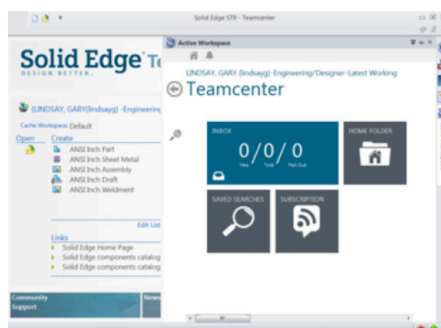 Solid Edge ST9 - Teamcenter
Active Workspace
LINDSAY, GARY (lindsayg)-Engineering/Designer-Latest Working
Teamcenter
Solid Edge Te
DESIGN BETTER.
(LINDSAY, GARY(lindsayg) -Engineering
Cache Workspace: Default
Open Create
ANSI Inch Part
ANSI Inch Sheet Metal
ANSI Inch Assembly
ANSI Inch Draft
ANSI Inch Weldment
Edit List
Links
Solid Edge Home Page
Solid Edge components catalog
Solid Edge components catalog
Community
Support
News
INBOX
0/0/0
New Total Past Due
HOME FOLDER
SAVED SEARCHES
SUBSCRIPTION